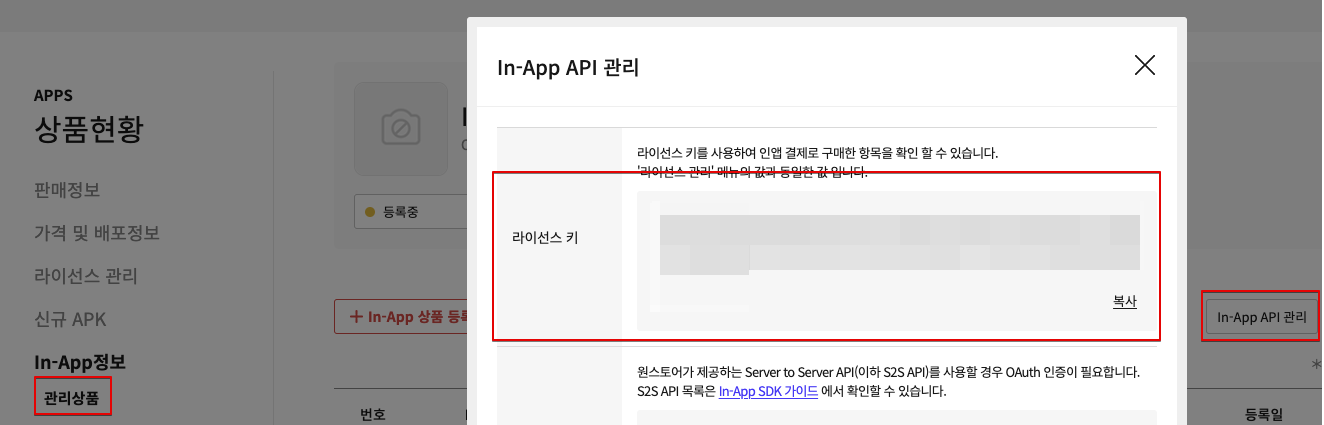 APPS
상품현황
판매정보
가격 및 배포정보
라이선스 관리
신규 APK
In-App정보
관리상품
등록중
+ In-App 상품 등록
번호
In-App API 관리
라이선스 키를 사용하여 인앱 결제로 구매한 항목을 확인 할 수 있습니다.
'라이선스 관리' 메뉴의 값과 동일한 값 입니다.
라이선스 키
복사
원스토어가 제공하는 Server to Server API(이하 S2S API)를 사용할 경우 OAuth 인증이 필요합니다.
S2S API 목록은 In-App SDK 가이드 에서 확인할 수 있습니다.
In-App API 관리
*
등록일